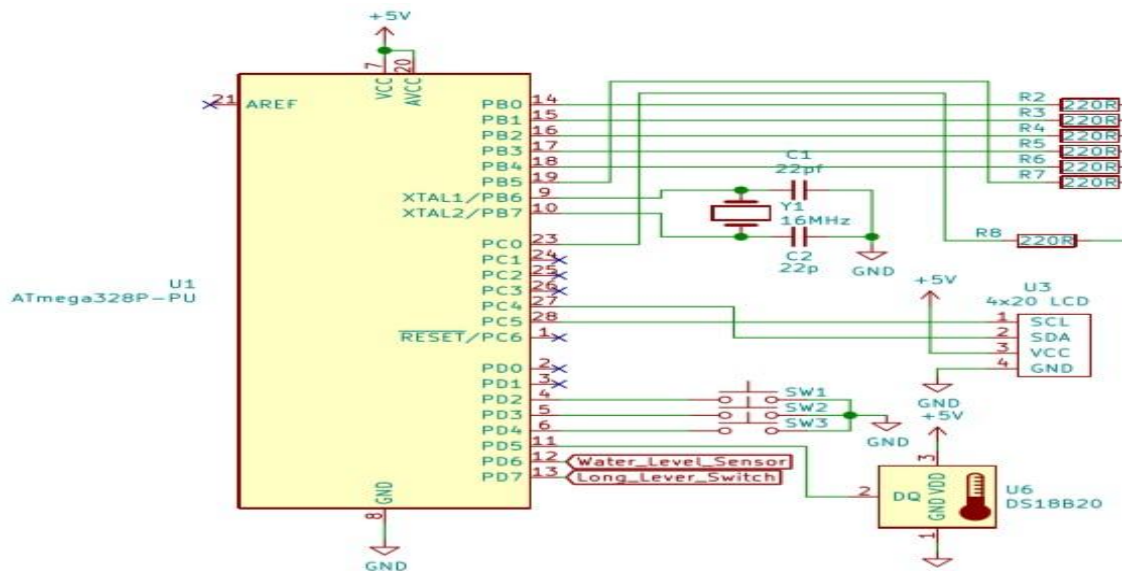 +5V
7
20
VCC
AVCC
21
AREF
PB0
14
PB1
15
PB2
16
PB3
17
PB4
18
PB5
19
XTAL1/PB6
9
XTAL2/PB7
10
PC0
23
PC1
24
PC2
25
PC3
26
PC4
27
PC5
28
RESET/PC6
1
PD0
2
PD1
3
PD2
4
PD3
5
PD4
6
PD5
11
PD6
12
PD7
13
GND
8
GND
U1
ATmega328P-PU
R2
220R
R3
220R
R4
220R
R5
220R
R6
220R
R7
220R
C1
22pf
Y1
16MHz
C2
22p
GND
R8
220R
+5V
U3
4x20 LCD
1
SCL
2
SDA
3
VCC
4
GND
GND
SW1
SW2
SW3
GND
+5V
Water_Level_Sensor
Long_Lever_Switch
3
2
DQ
GND
VDD
1
U6
DS18B20